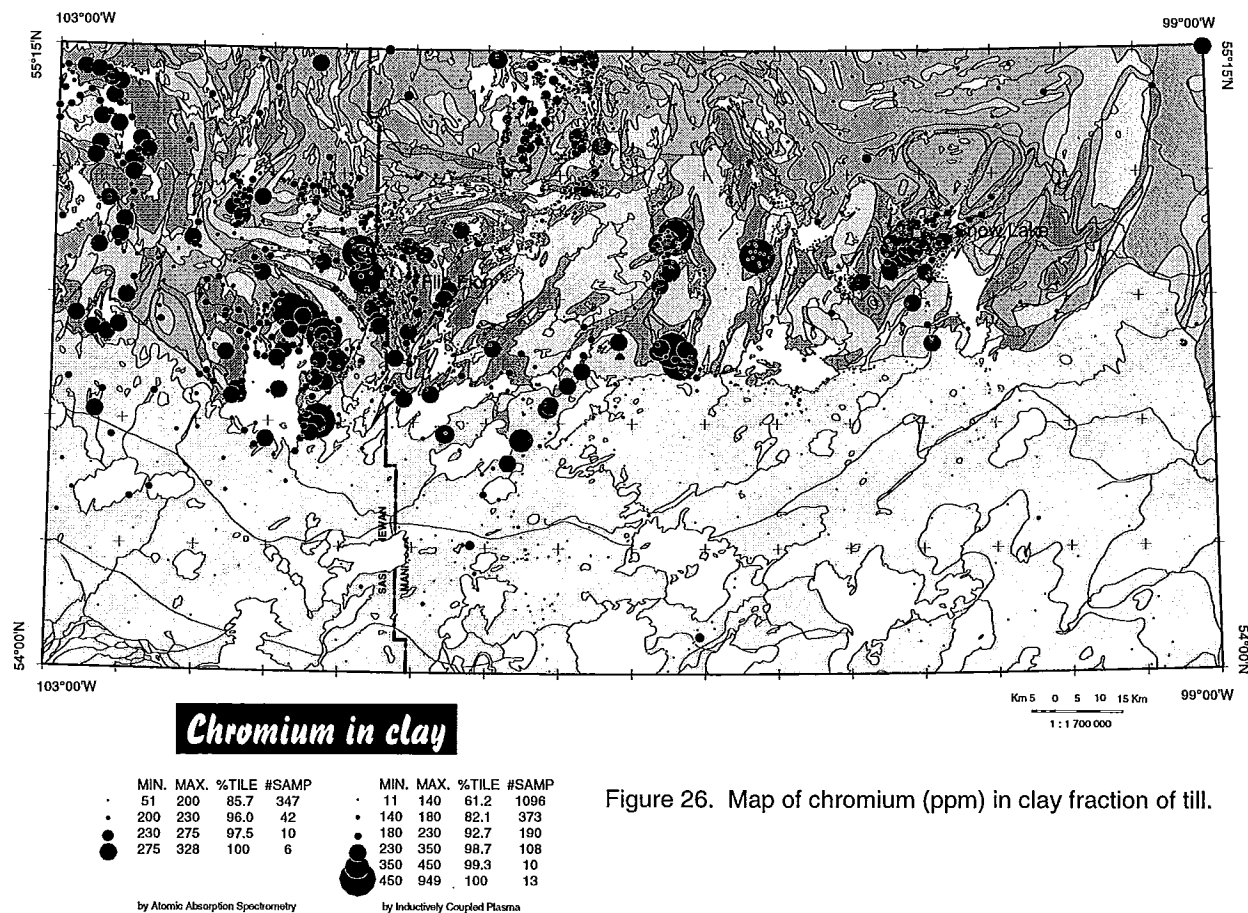 103°00'W
99°00'W
55°15'N
55°15'N
Snow Lake
54°00'N
54°00'N
103°00'W
99°00'W
Km 5 0 5 10 15 Km
1 : 1 700 000
Chromium in clay
MIN. MAX. %TILE #SAMP
51 200 85.7 347
200 230 96.0 42
230 275 97.5 10
275 328 100 6
by Atomic Absorption Spectrometry
MIN. MAX. %TILE #SAMP
11 140 61.2 1096
140 180 82.1 373
180 230 92.7 190
230 350 98.7 108
350 450 99.3 10
450 949 100 13
by Inductively Coupled Plasma
Figure 26. Map of chromium (ppm) in clay fraction of till.